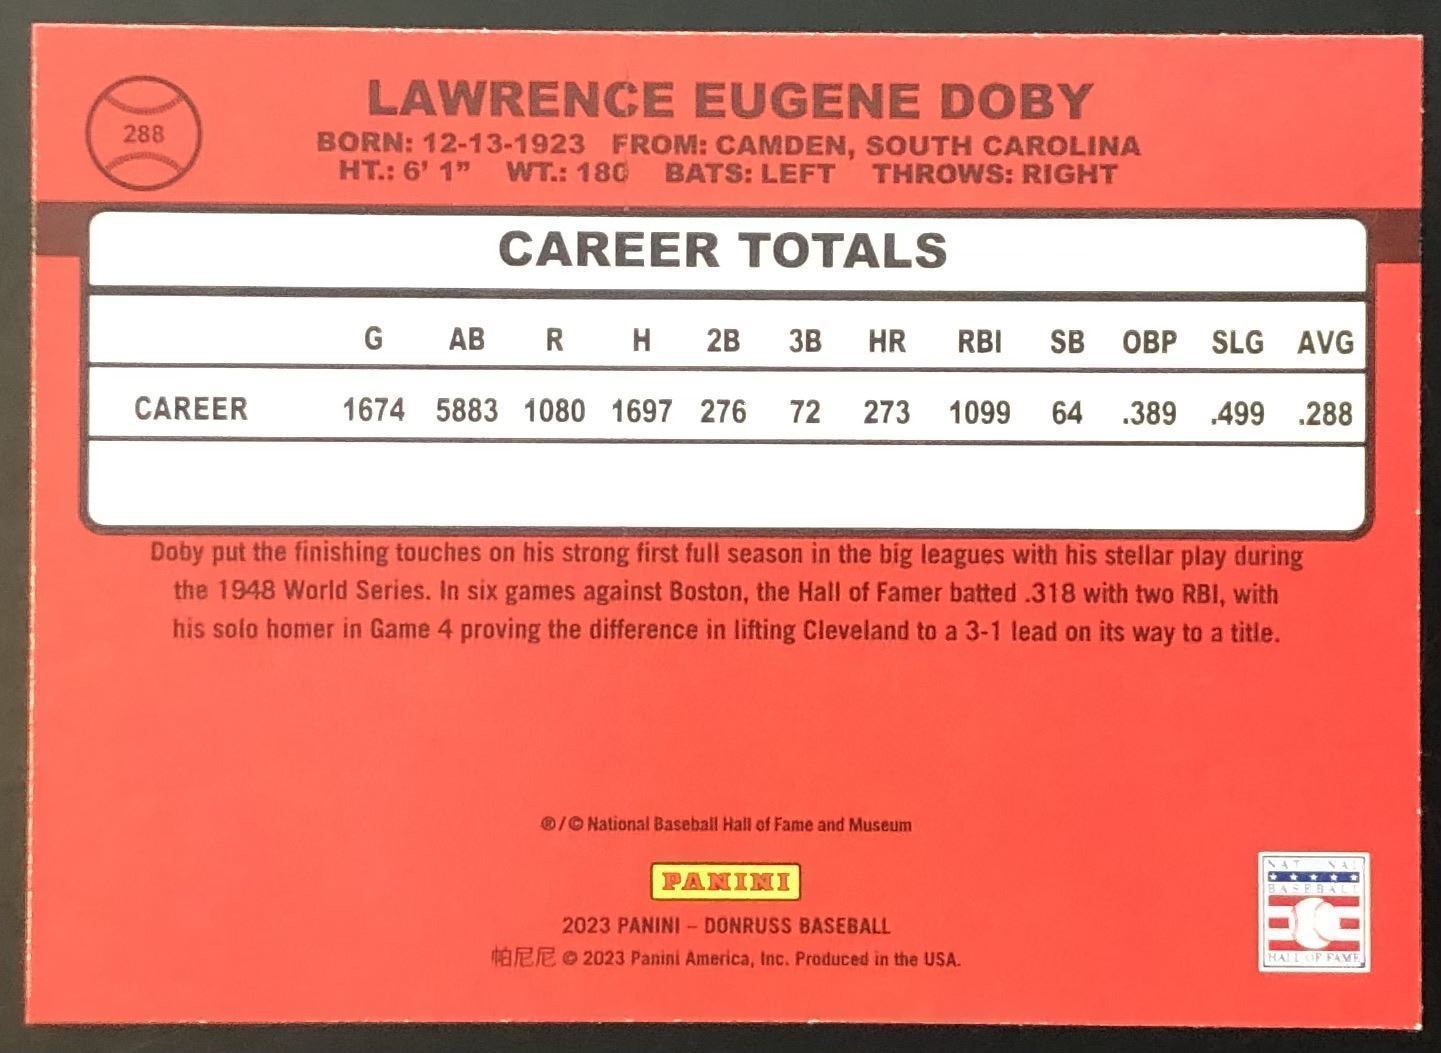 288
LAWRENCE EUGENE DOBY
BORN: 12-13-1923 FROM: CAMDEN, SOUTH CAROLINA
HT.: 6' 1" WT.: 180 BATS: LEFT THROWS: RIGHT
CAREER TOTALS
G AB R H 2B 3B HR RBI SB OBP SLG AVG
CAREER 1674 5883 1080 1697 276 72 273 1099 64 .389 .499 .288
Doby put the finishing touches on his strong first full season in the big leagues with his stellar play during
the 1948 World Series. In six games against Boston, the Hall of Famer batted .318 with two RBI, with
his solo homer in Game 4 proving the difference in lifting Cleveland to a 3-1 lead on its way to a title.
®/© National Baseball Hall of Fame and Museum
PANINI
2023 PANINI – DONRUSS BASEBALL
帕尼尼 © 2023 Panini America, Inc. Produced in the USA.
NATIONAL
BASEBALL
HALL OF FAME